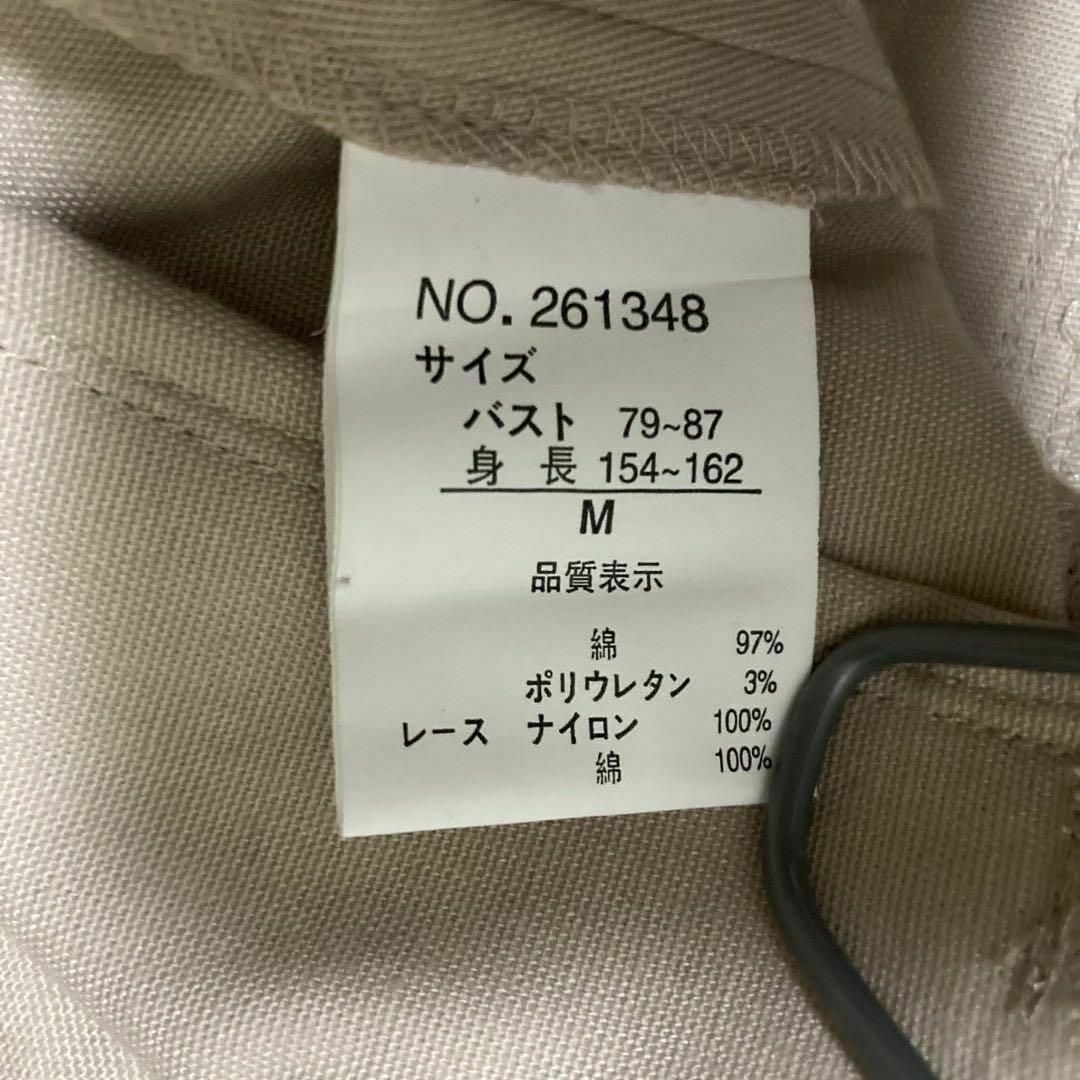 NO. 261348
サイズ
バスト 79~87
身 長 154~162
M
品質表示
綿 97%
ポリウレタン 3%
レース ナイロン 100%
綿 100%